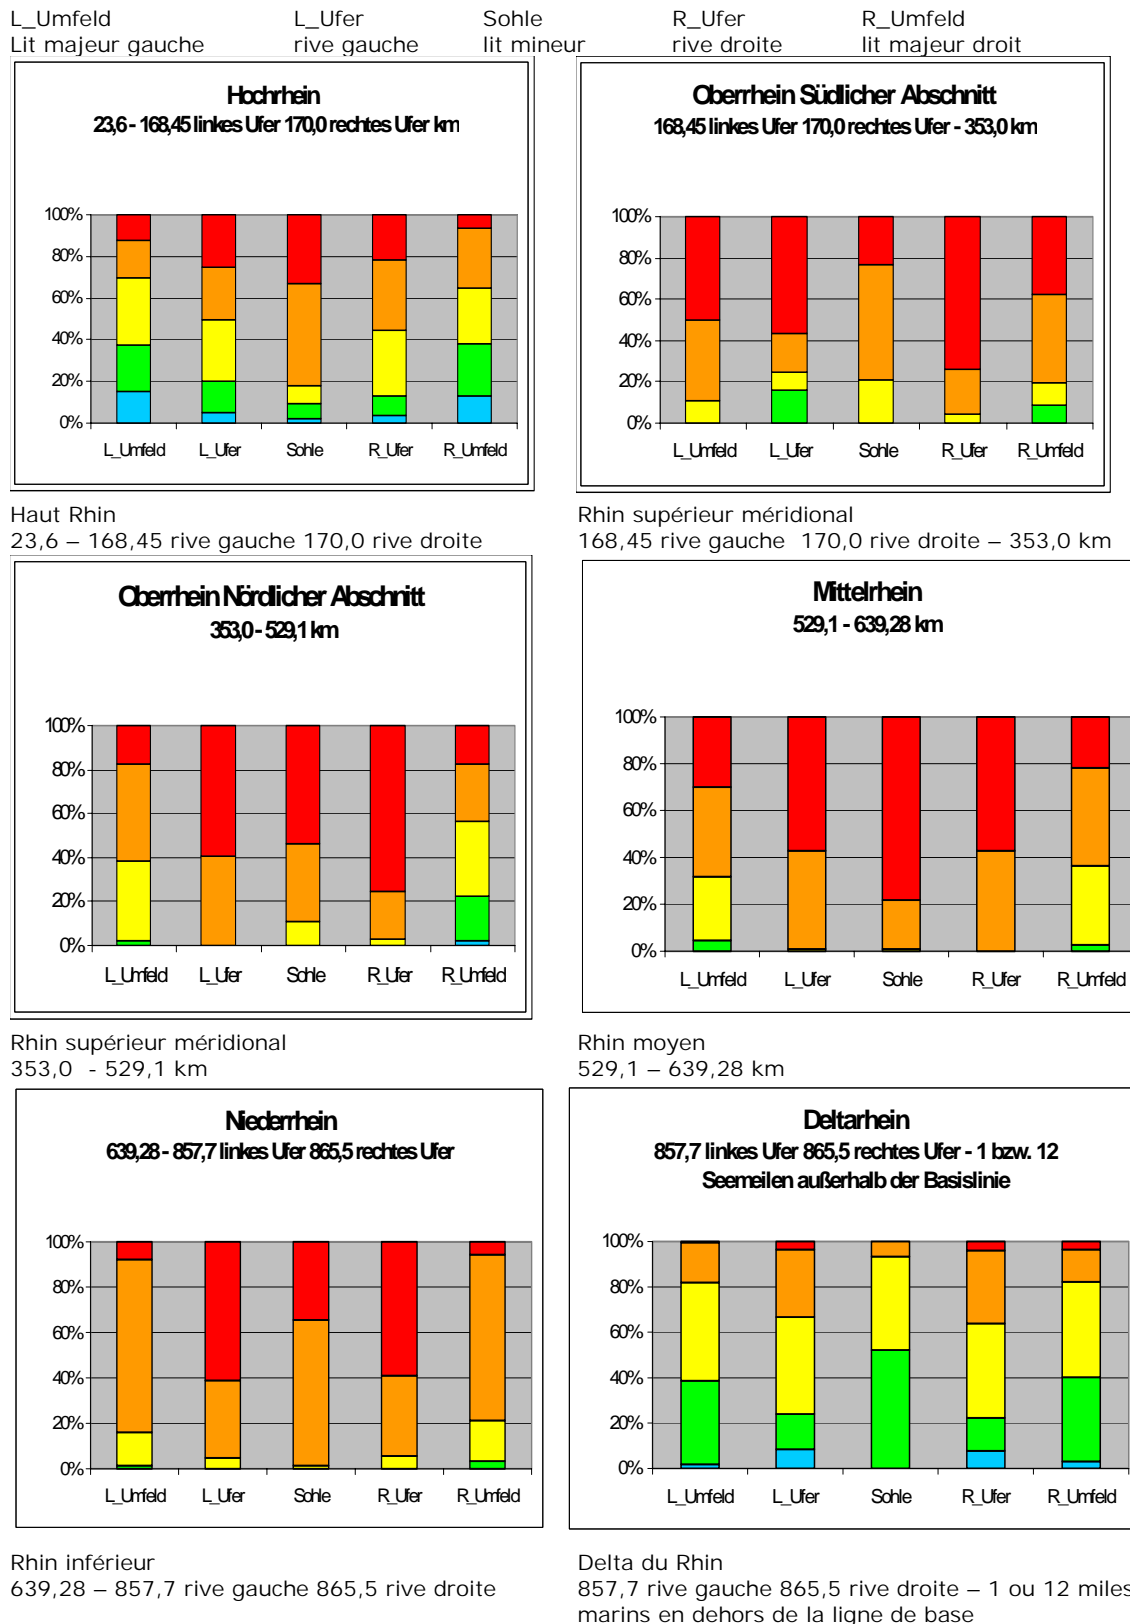 L_Umfeld L_Ufer Sohle R_Ufer R_Umfeld
Lit majeur gauche rive gauche lit mineur rive droite lit majeur droit
Hochrhein
23,6 - 168,45 linkes Ufer 170,0 rechtes Ufer km
100%
80%
60%
40%
20%
0%
L_Umfeld L_Ufer Sohle R_Ufer R_Umfeld
Oberrhein Südlicher Abschnitt
168,45 linkes Ufer 170,0 rechtes Ufer - 353,0 km
100%
80%
60%
40%
20%
0%
L_Umfeld L_Ufer Sohle R_Ufer R_Umfeld
Haut Rhin
23,6 – 168,45 rive gauche 170,0 rive droite
Rhin supérieur méridional
168,45 rive gauche 170,0 rive droite – 353,0 km
Oberrhein Nördlicher Abschnitt
353,0 - 529,1 km
100%
80%
60%
40%
20%
0%
L_Umfeld L_Ufer Sohle R_Ufer R_Umfeld
Mittelrhein
529,1 - 639,28 km
100%
80%
60%
40%
20%
0%
L_Umfeld L_Ufer Sohle R_Ufer R_Umfeld
Rhin supérieur méridional
353,0 - 529,1 km
Rhin moyen
529,1 – 639,28 km
Niederrhein
639,28 - 857,7 linkes Ufer 865,5 rechtes Ufer
100%
80%
60%
40%
20%
0%
L_Umfeld L_Ufer Sohle R_Ufer R_Umfeld
Deltarhein
857,7 linkes Ufer 865,5 rechtes Ufer - 1 bzw. 12
Seemeilen außerhalb der Basislinie
100%
80%
60%
40%
20%
0%
L_Umfeld L_Ufer Sohle R_Ufer R_Umfeld
Rhin inférieur
639,28 – 857,7 rive gauche 865,5 rive droite
Delta du Rhin
857,7 rive gauche 865,5 rive droite – 1 ou 12 miles
marins en dehors de la ligne de base